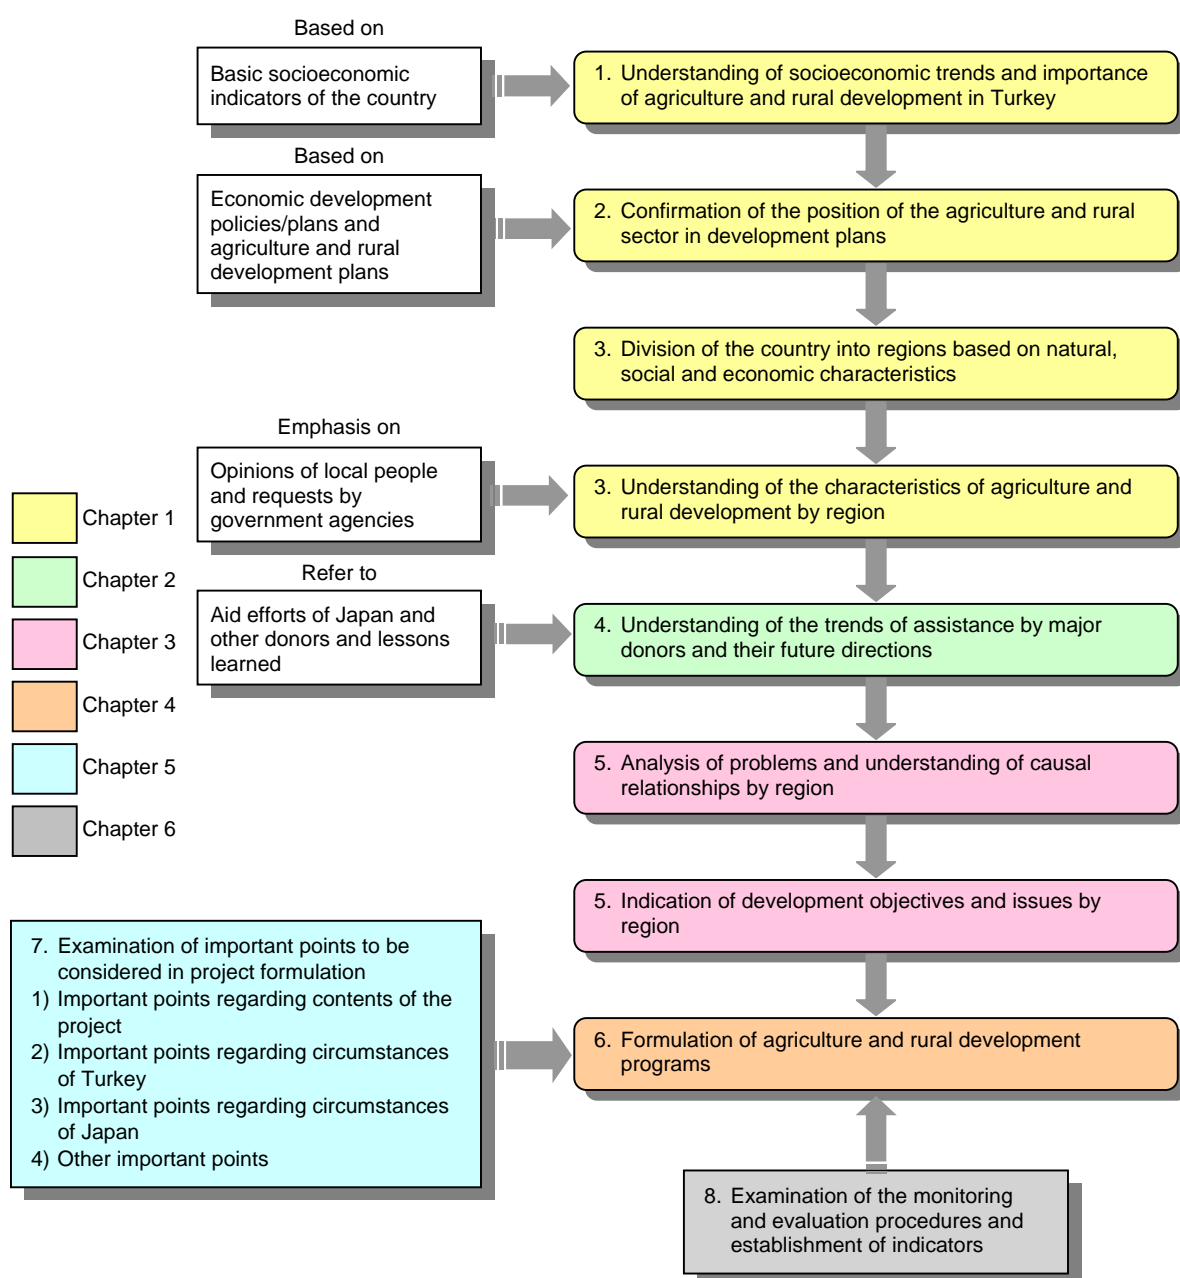 Based on
Basic socioeconomic
indicators of the country
1. Understanding of socioeconomic trends and importance
of agriculture and rural development in Turkey
Based on
Economic development
policies/plans and
agriculture and rural
development plans
2. Confirmation of the position of the agriculture and rural
sector in development plans
3. Division of the country into regions based on natural,
social and economic characteristics
Emphasis on
Opinions of local people
and requests by
government agencies
3. Understanding of the characteristics of agriculture and
rural development by region
Chapter 1
Chapter 2
Chapter 3
Chapter 4
Chapter 5
Chapter 6
Refer to
Aid efforts of Japan and
other donors and lessons
learned
4. Understanding of the trends of assistance by major
donors and their future directions
5. Analysis of problems and understanding of causal
relationships by region
5. Indication of development objectives and issues by
region
7. Examination of important points to be
considered in project formulation
1) Important points regarding contents of the
project
2) Important points regarding circumstances
of Turkey
3) Important points regarding circumstances
of Japan
4) Other important points
6. Formulation of agriculture and rural development
programs
8. Examination of the monitoring
and evaluation procedures and
establishment of indicators